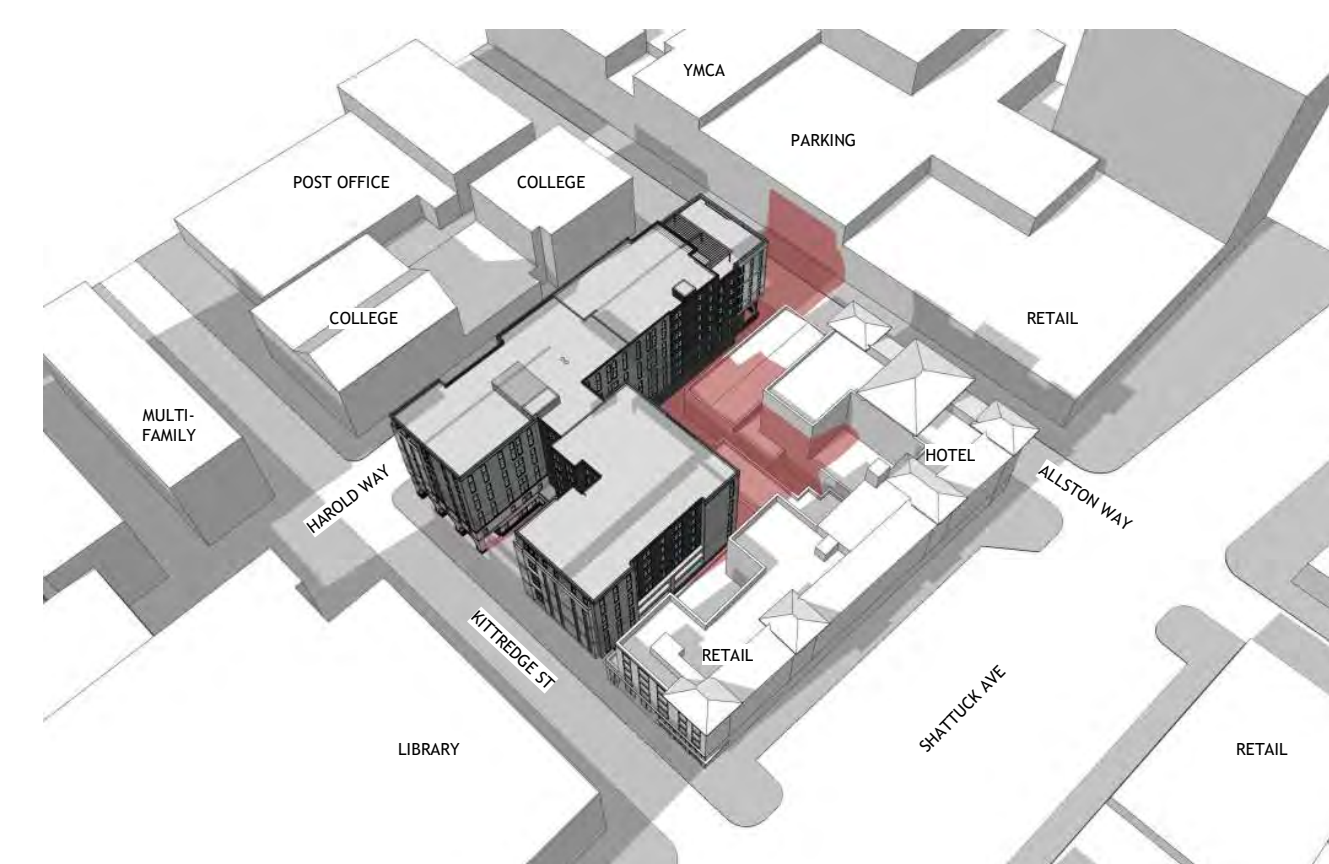 YMCA
PARKING
POST OFFICE
COLLEGE
COLLEGE
RETAIL
MULTI-
FAMILY
HOTEL
HAROLD WAY
ALLSTON WAY
KITTREDGE ST
RETAIL
SHATTUCK AVE
LIBRARY
RETAIL